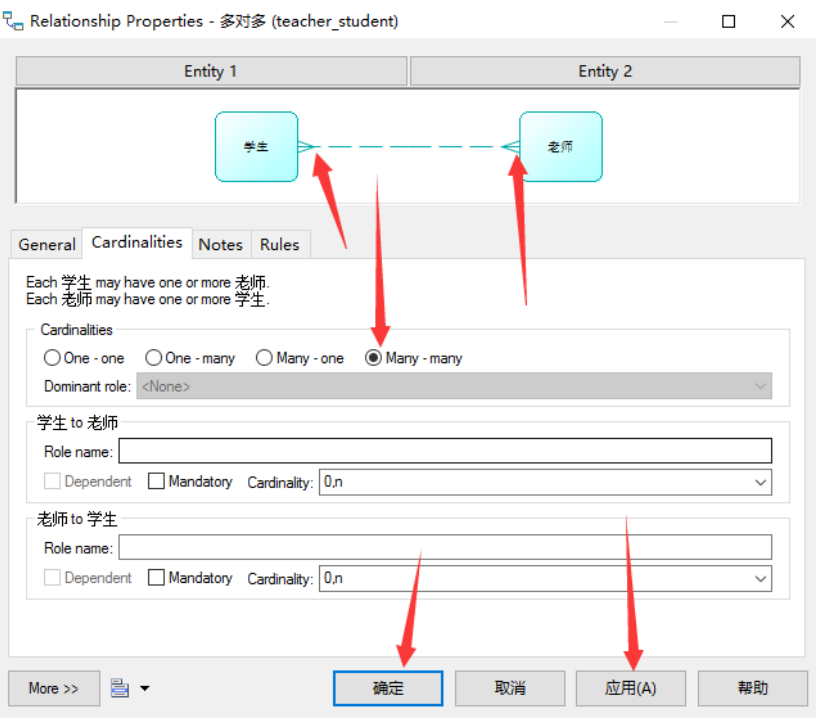 Relationship Properties - 多对多 (teacher_student)
Entity 1 Entity 2
学生 老师
General Cardinalities Notes Rules
Each 学生 may have one or more 老师.
Each 老师 may have one or more 学生.
Cardinalities
One - one One - many Many - one Many - many
Dominant role: <None>
学生 to 老师
Role name:
Dependent Mandatory Cardinality: 0,n
老师 to 学生
Role name:
Dependent Mandatory Cardinality: 0,n
More >> 确定 取消 应用(A) 帮助